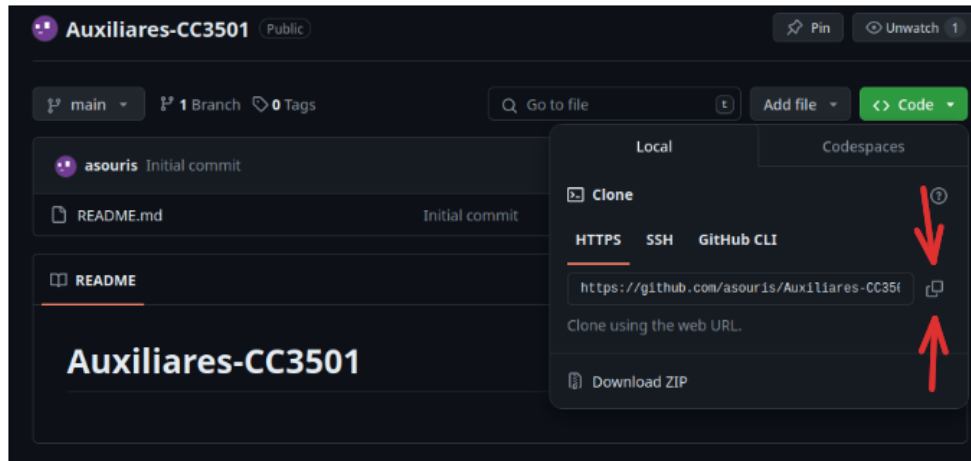 Auxiliares-CC3501 Public Pin Unwatch 1
main 1 Branch 0 Tags Go to file t Add file Code
Local Codespaces
asouris Initial commit
Clone
README.md Initial commit
HTTPS SSH GitHub CLI
README
https://github.com/asouris/Auxiliares-CC350
Clone using the web URL.
Auxiliares-CC3501
Download ZIP